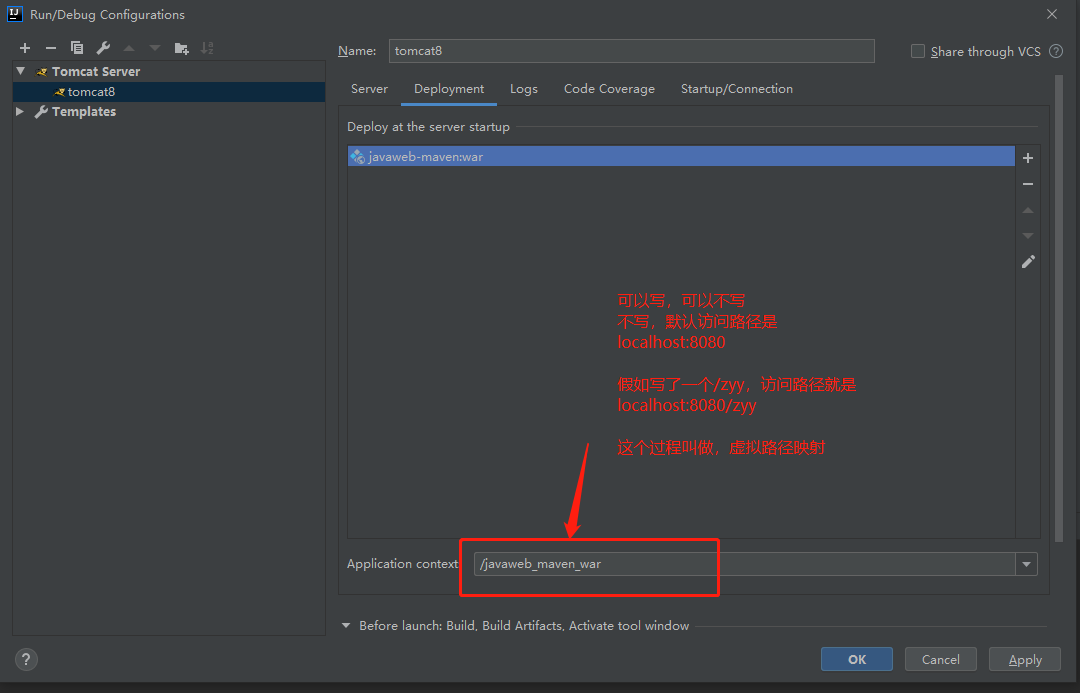 IJ
Run/Debug Configurations
Name:
tomcat8
Share through VCS
?
Tomcat Server
tomcat8
Templates
Server
Deployment
Logs
Code Coverage
Startup/Connection
Deploy at the server startup
javaweb-maven:war
可以写，可以不写
不写，默认访问路径是
localhost:8080
假如写了一个/zyy，访问路径就是
localhost:8080/zyy
这个过程叫做，虚拟路径映射
Application context
/javaweb_maven_war
Before launch: Build, Build Artifacts, Activate tool window
?
OK
Cancel
Apply